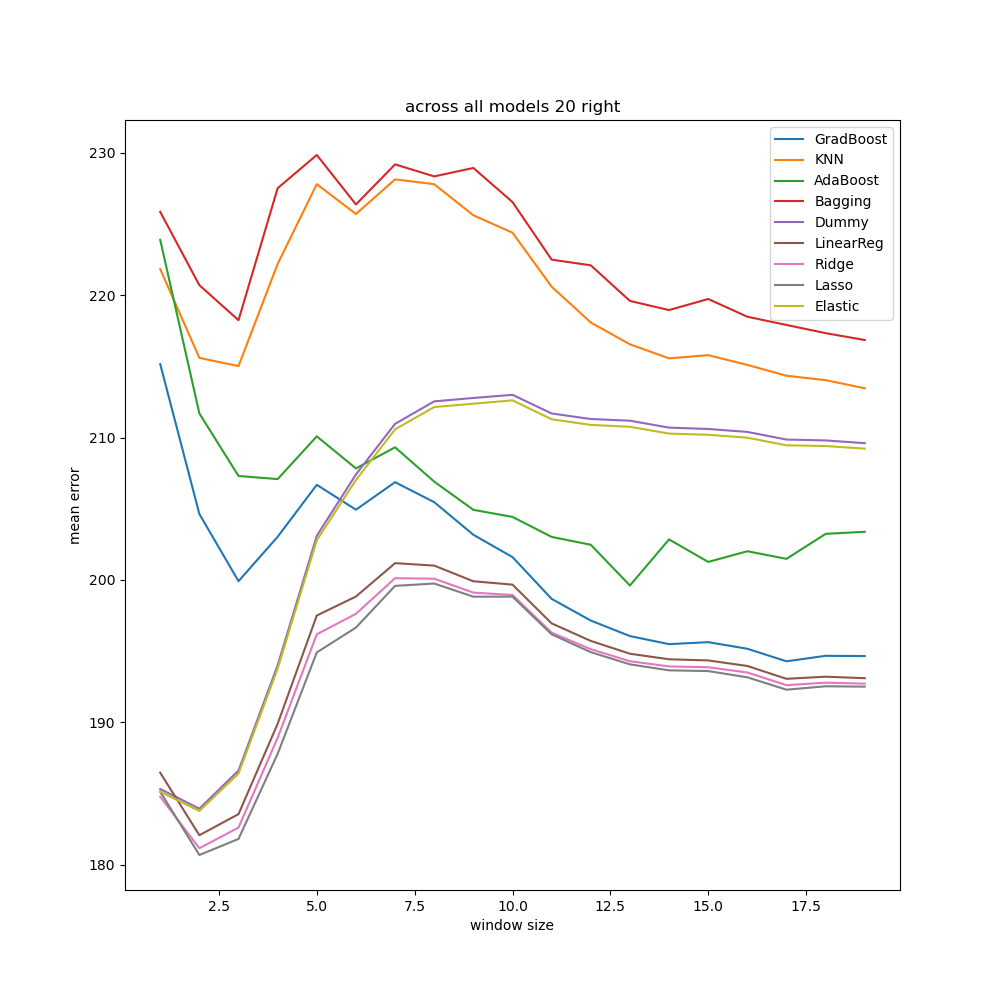 across all models 20 right
230
220
210
200
190
180
mean error
2.5
5.0
7.5
10.0
12.5
15.0
17.5
window size
GradBoost
KNN
AdaBoost
Bagging
Dummy
LinearReg
Ridge
Lasso
Elastic